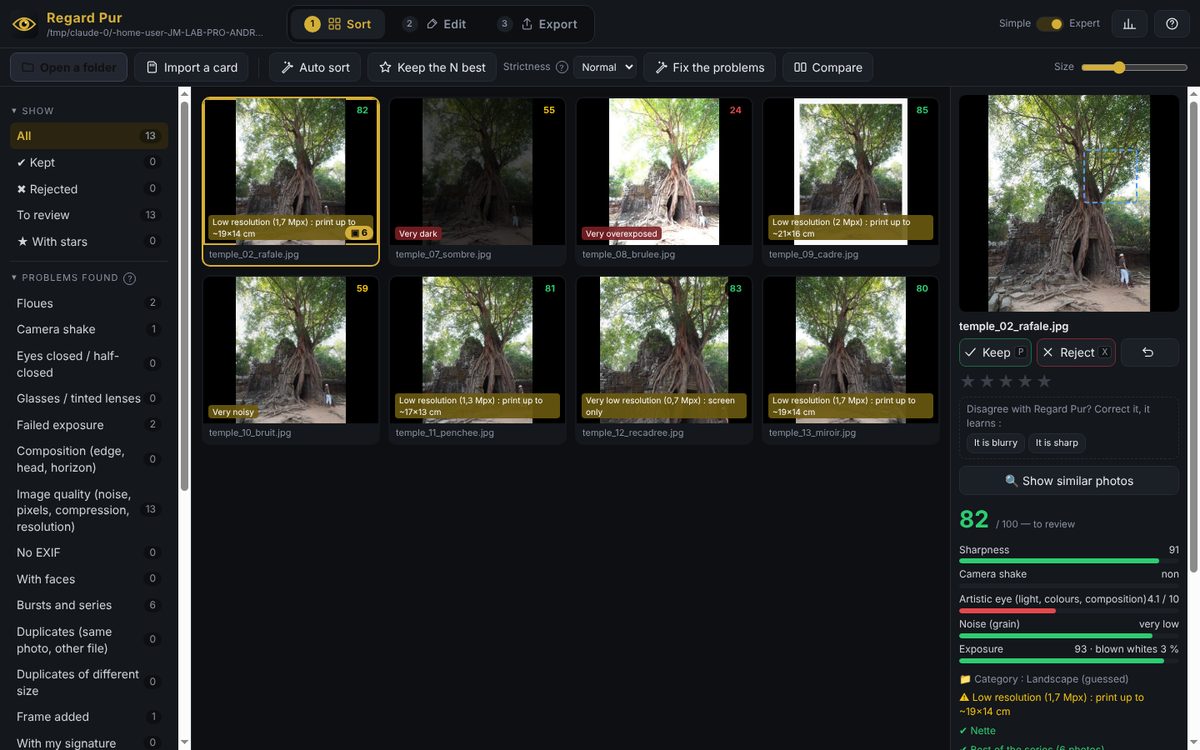 Regard Pur
/tmp/claude-0/-home-user-JM-LAB-PRO-ANDR...
1 Sort
2 Edit
3 Export
Simple Expert
Open a folder
Import a card
Auto sort
Keep the N best
Strictness ? Normal
Fix the problems
Compare
Size
SHOW
All 13
✔ Kept 0
✖ Rejected 0
To review 13
★ With stars 0
PROBLEMS FOUND ?
Floues 2
Camera shake 1
Eyes closed / half-
closed 0
Glasses / tinted lenses 0
Failed exposure 2
Composition (edge,
head, horizon) 0
Image quality (noise,
pixels, compression,
resolution) 13
No EXIF 0
With faces 0
Bursts and series 6
Duplicates (same
photo, other file) 0
Duplicates of different
size 0
Frame added 1
With my signature 0
82
Low resolution (1,7 Mpx) : print up to
~19×14 cm
6
temple_02_rafale.jpg
55
Very dark
temple_07_sombre.jpg
24
Very overexposed
temple_08_brulee.jpg
85
Low resolution (2 Mpx) : print up to
~21×16 cm
temple_09_cadre.jpg
59
Very noisy
temple_10_bruit.jpg
81
Low resolution (1,3 Mpx) : print up to
~17×13 cm
temple_11_penchee.jpg
83
Very low resolution (0,7 Mpx) : screen
only
temple_12_recadree.jpg
80
Low resolution (1,7 Mpx) : print up to
~19×14 cm
temple_13_miroir.jpg
temple_02_rafale.jpg
Keep P
Reject X
Disagree with Regard Pur? Correct it, it
learns :
It is blurry
It is sharp
Show similar photos
82 / 100 — to review
Sharpness 91
Camera shake non
Artistic eye (light, colours, composition) 4.1 / 10
Noise (grain) very low
Exposure 93 · blown whites 3 %
Category : Landscape (guessed)
Low resolution (1,7 Mpx) : print up to
~19×14 cm
✔ Nette
✔ Best of the series (6 photos)